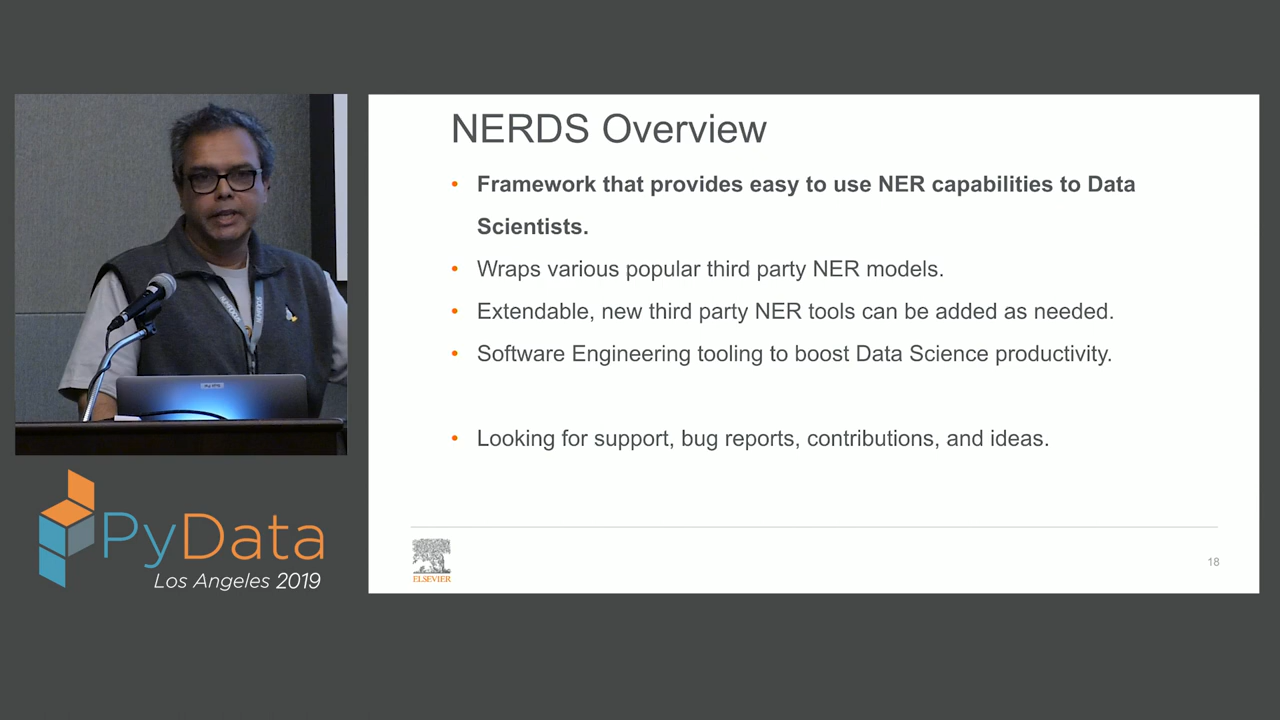 NERDS Overview
• Framework that provides easy to use NER capabilities to Data
Scientists.
• Wraps various popular third party NER models.
• Extendable, new third party NER tools can be added as needed.
• Software Engineering tooling to boost Data Science productivity.
• Looking for support, bug reports, contributions, and ideas.
ELSEVIER
18
PyData
Los Angeles 2019